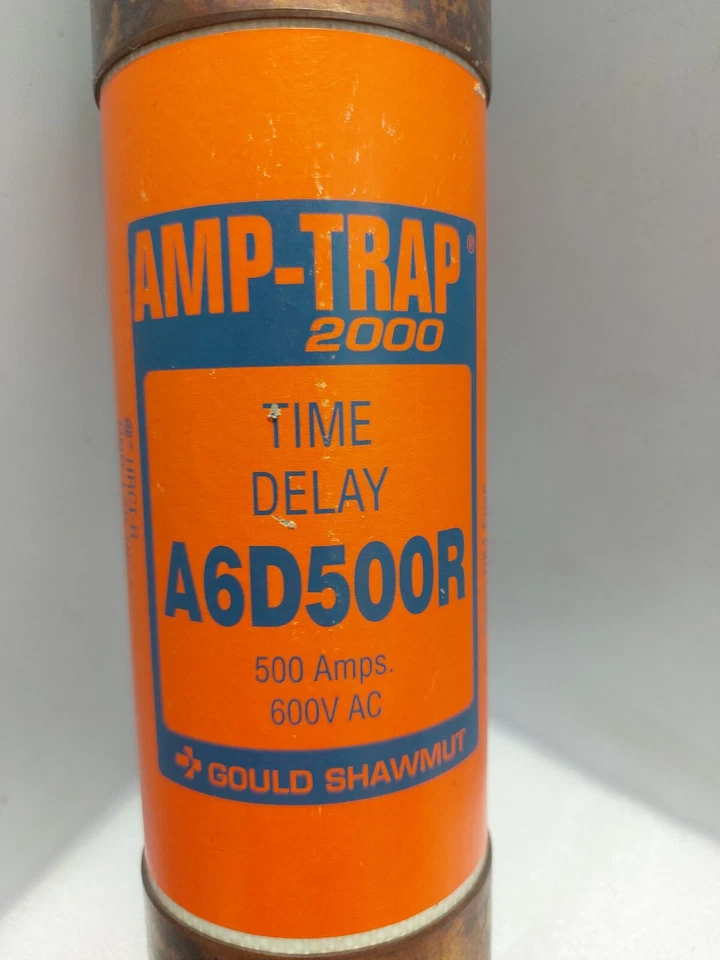 AMP-TRAP®
2000
TIME
DELAY
A6D500R
500 Amps.
600V AC
GOULD SHAWMUT